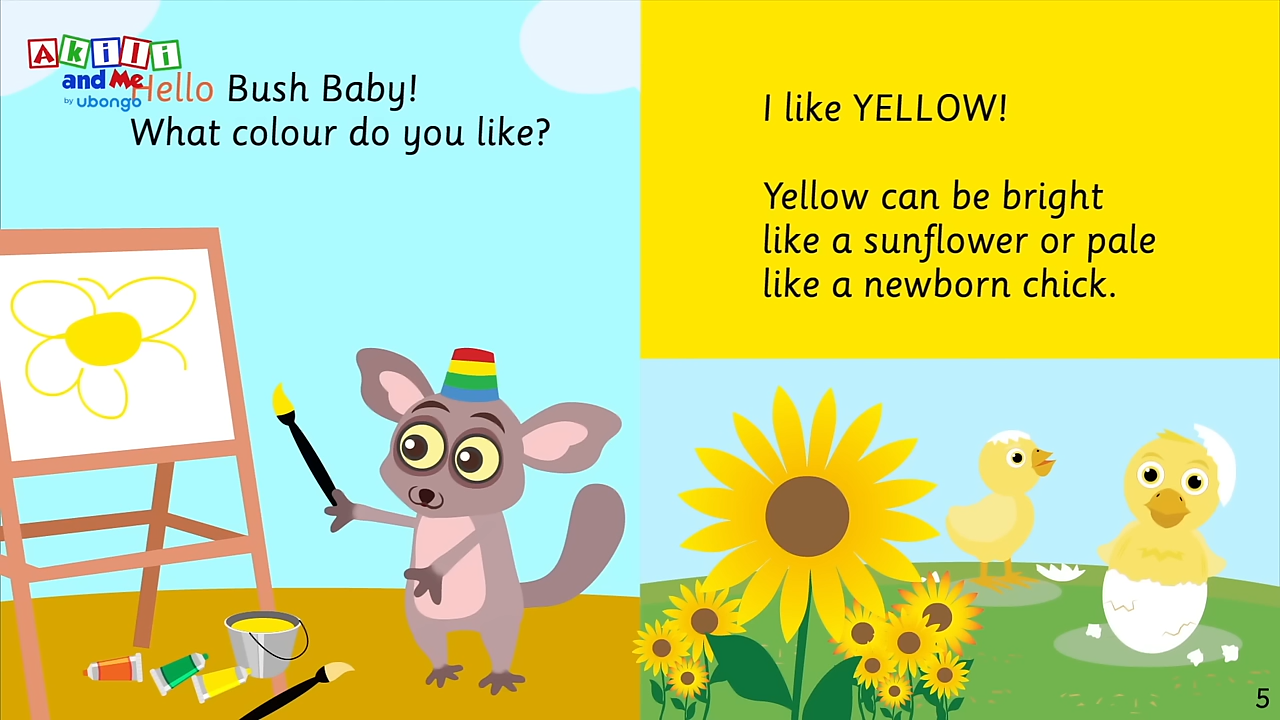 Akili
and Me
by ubongo
Hello Bush Baby!
What colour do you like?
I like YELLOW!
Yellow can be bright
like a sunflower or pale
like a newborn chick.
5